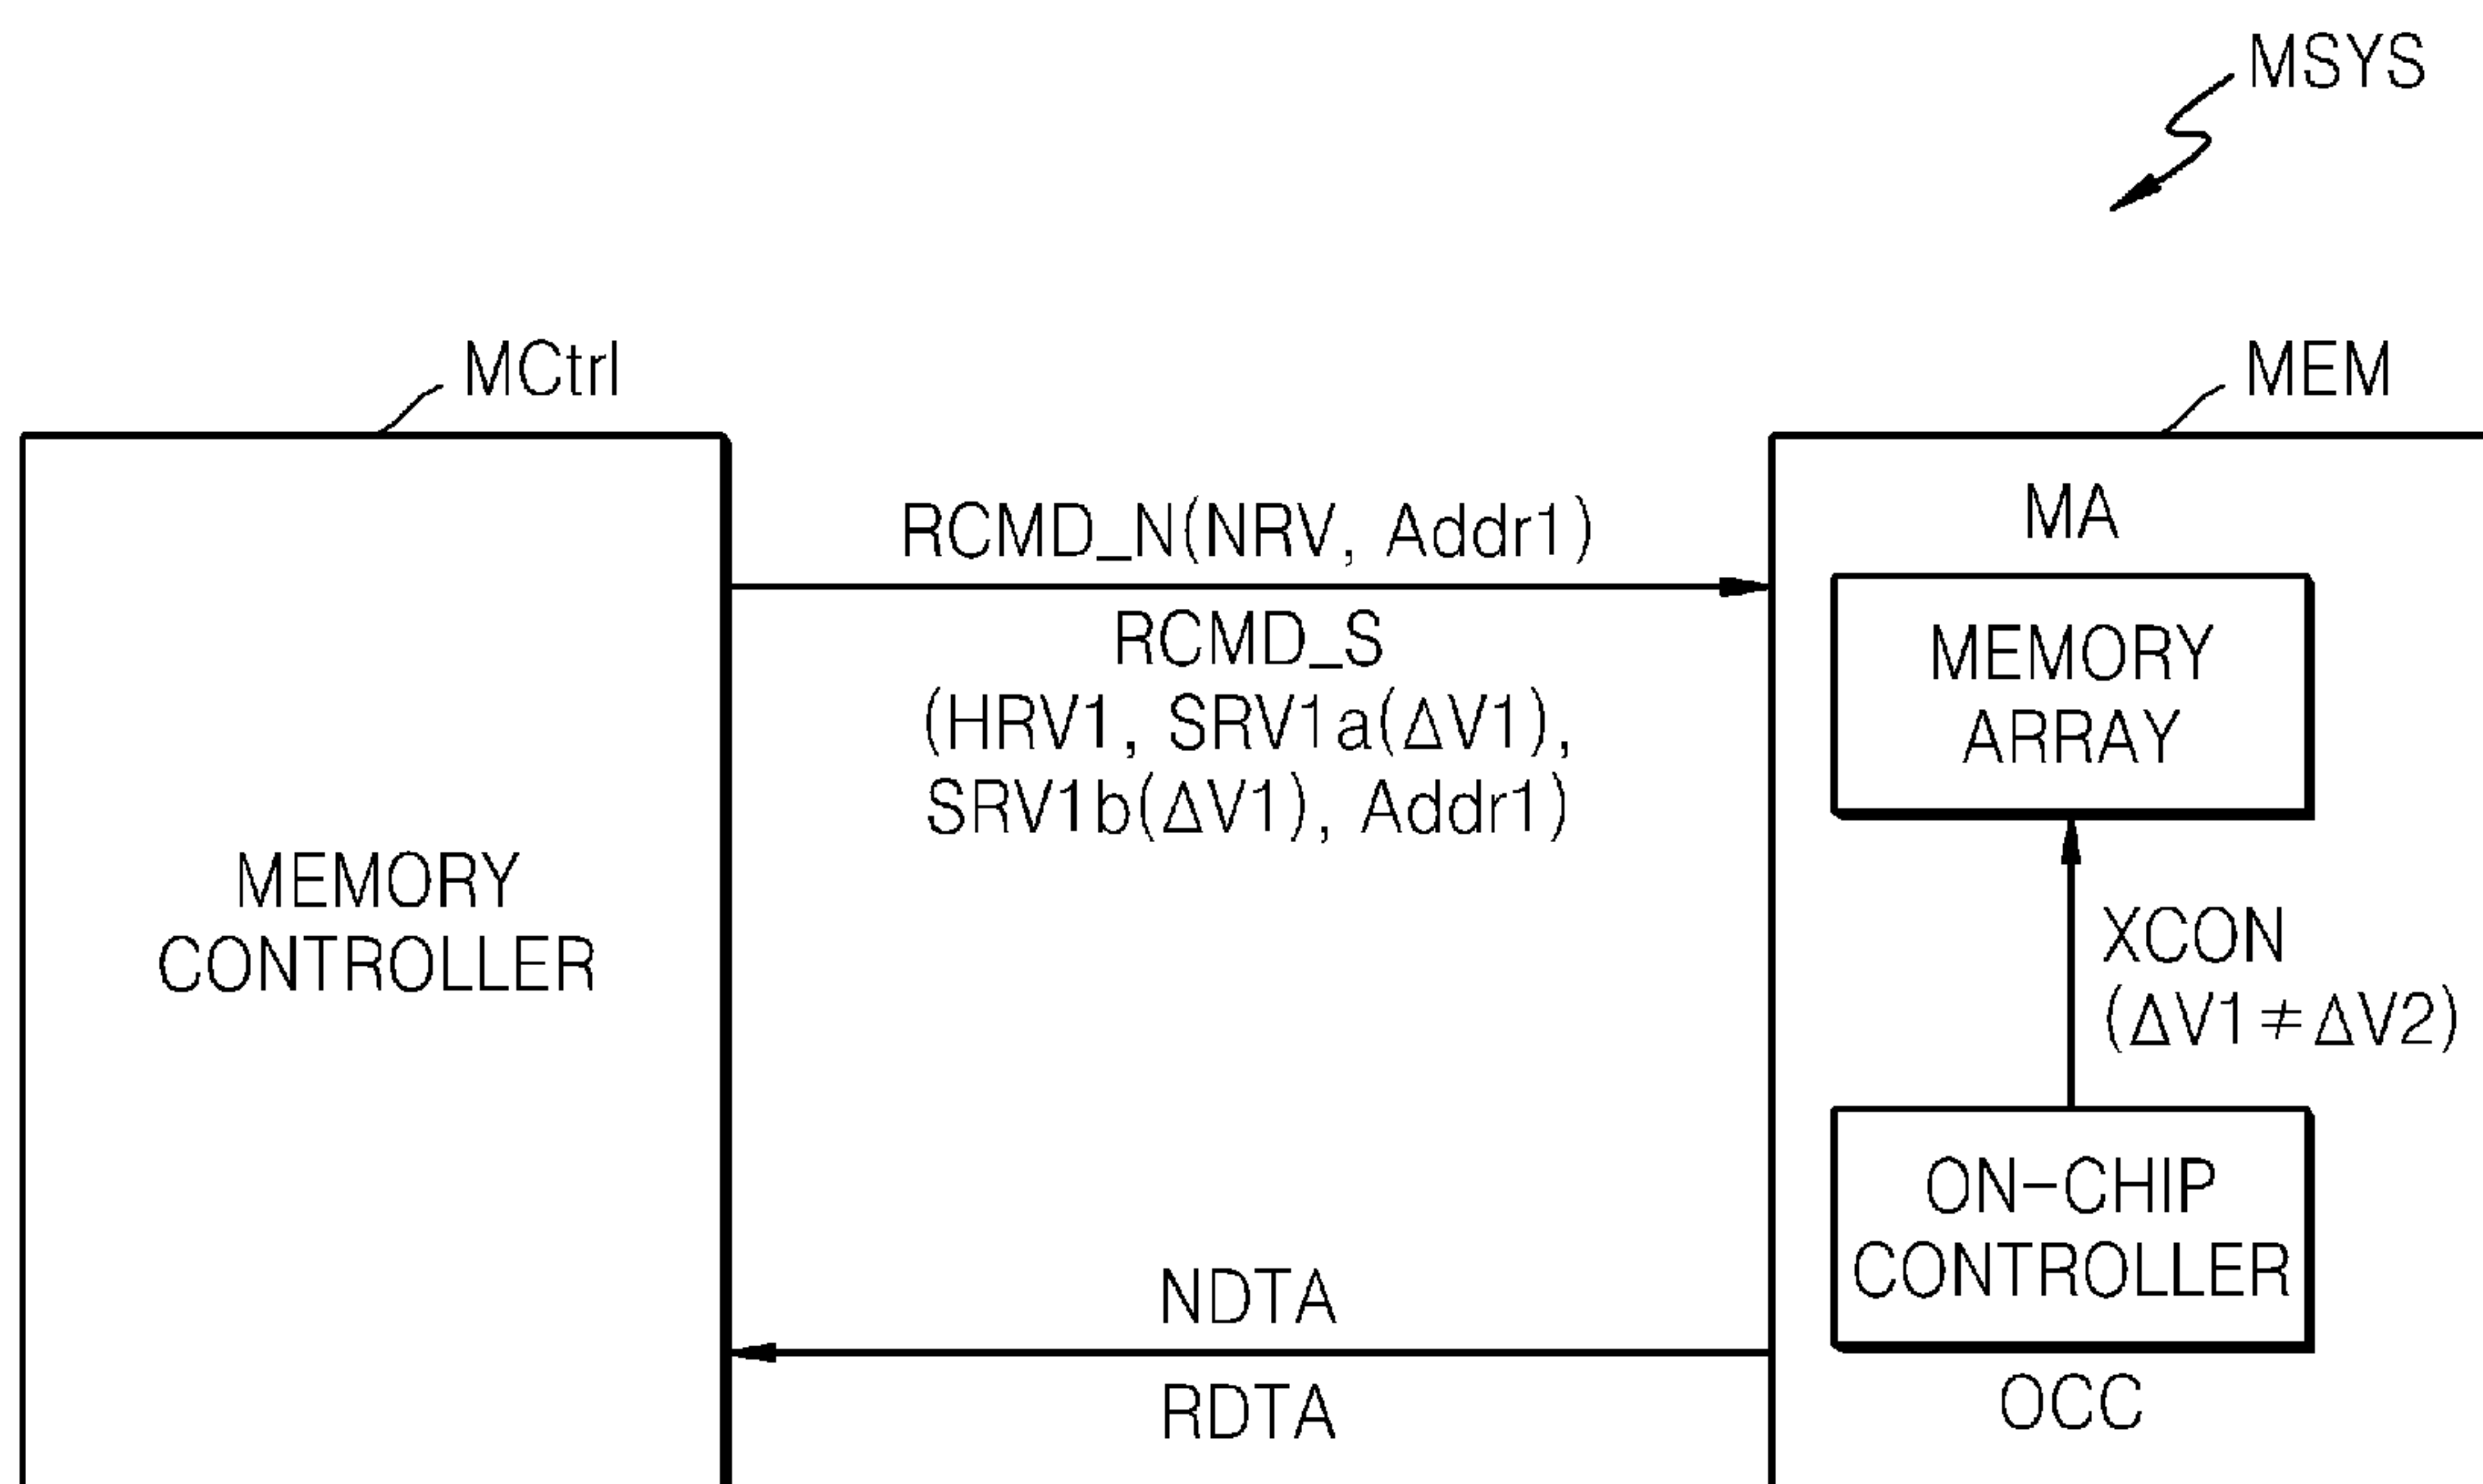 MSYS
MCtrl
MEM
RCMD_N(NRV, Addr1)
RCMD_S
(HRV1, SRV1a(ΔV1),
SRV1b(ΔV1), Addr1)
MEMORY
CONTROLLER
NDTA
RDTA
MA
MEMORY
ARRAY
XCON
(ΔV1≠ΔV2)
ON-CHIP
CONTROLLER
OCC